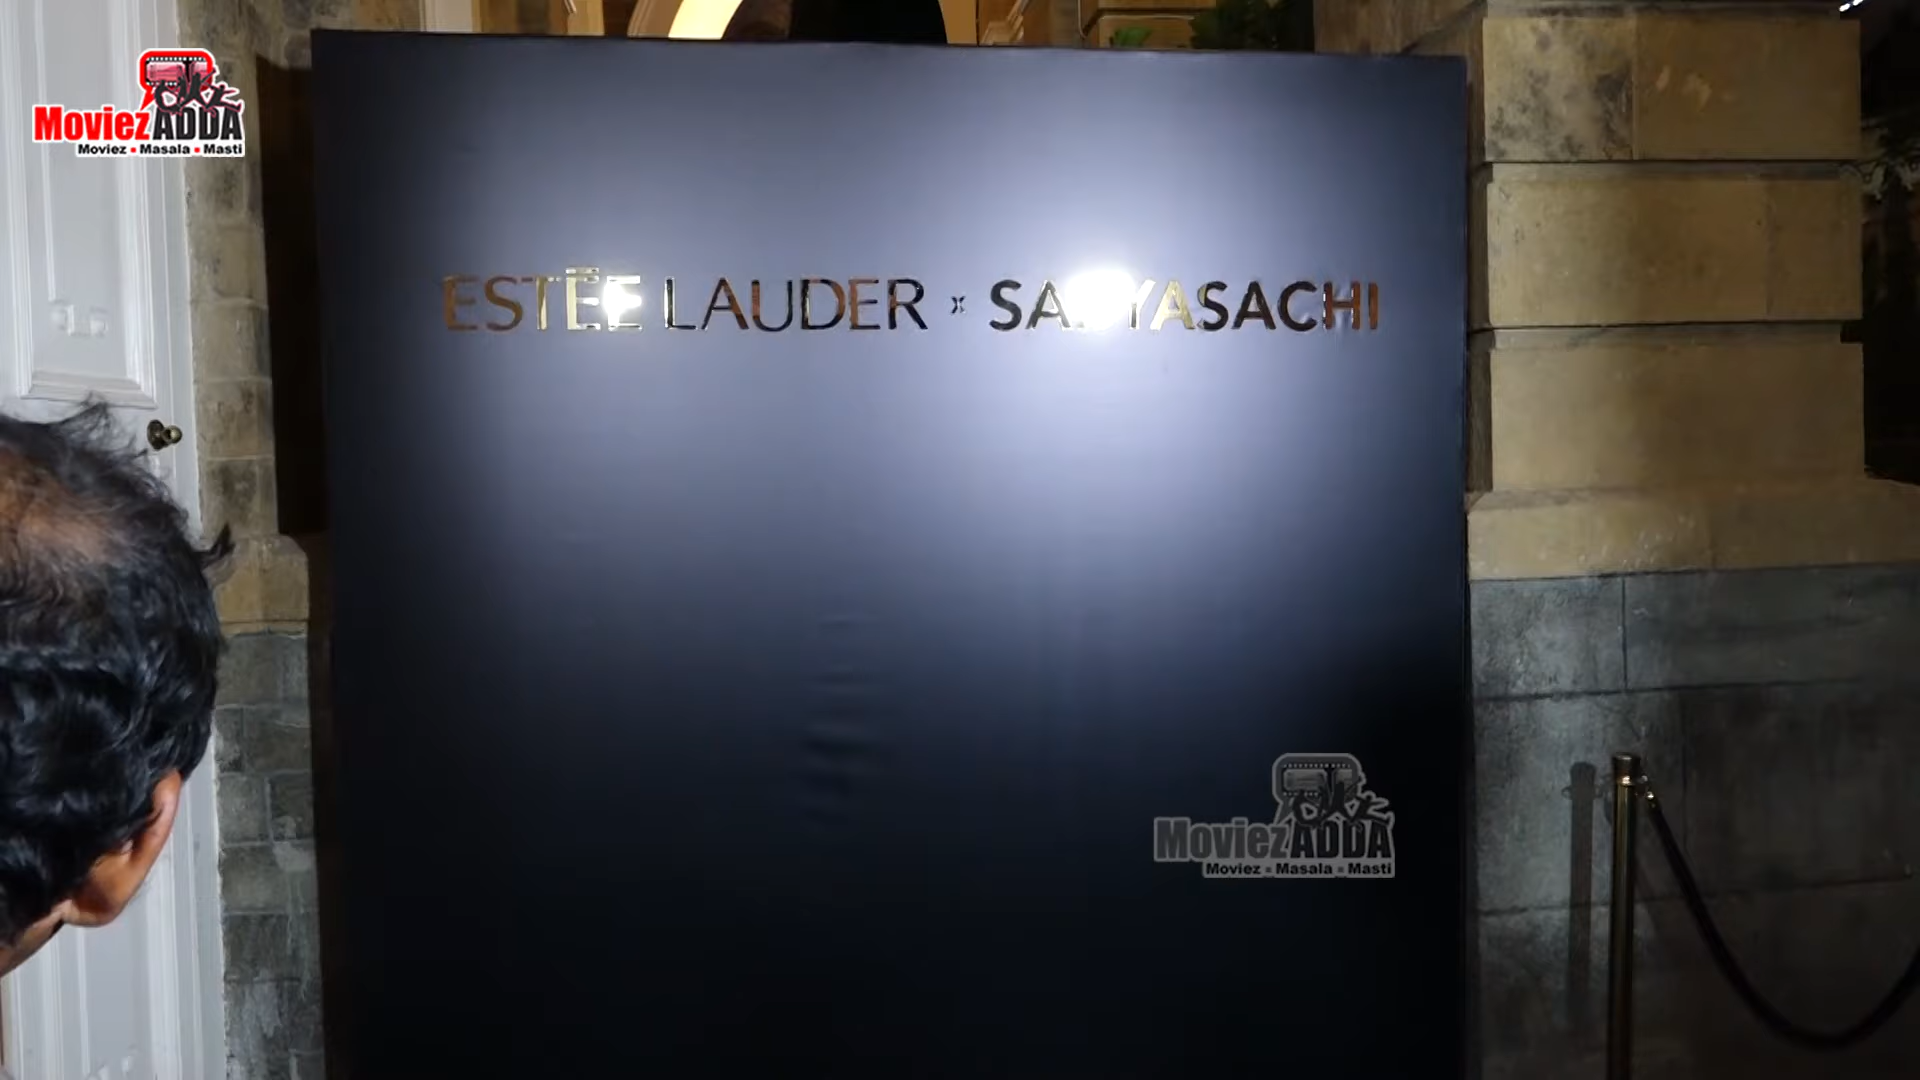 MoviezADDA
Moviez • Masala • Masti
ESTĒE LAUDER x SABYASACHI
MoviezADDA
Moviez • Masala • Masti